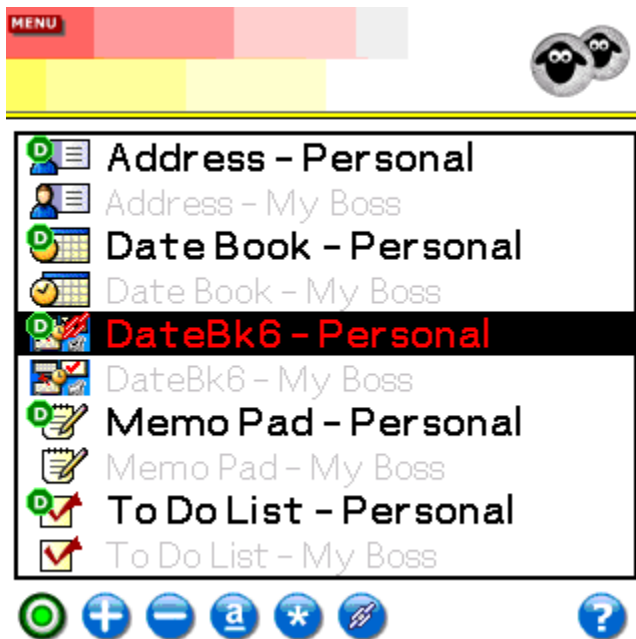 MENU
D Address - Personal
Address - My Boss
D Date Book - Personal
Date Book - My Boss
D DateBk6 - Personal
DateBk6 - My Boss
D Memo Pad - Personal
Memo Pad - My Boss
D To Do List - Personal
To Do List - My Boss
a * ?